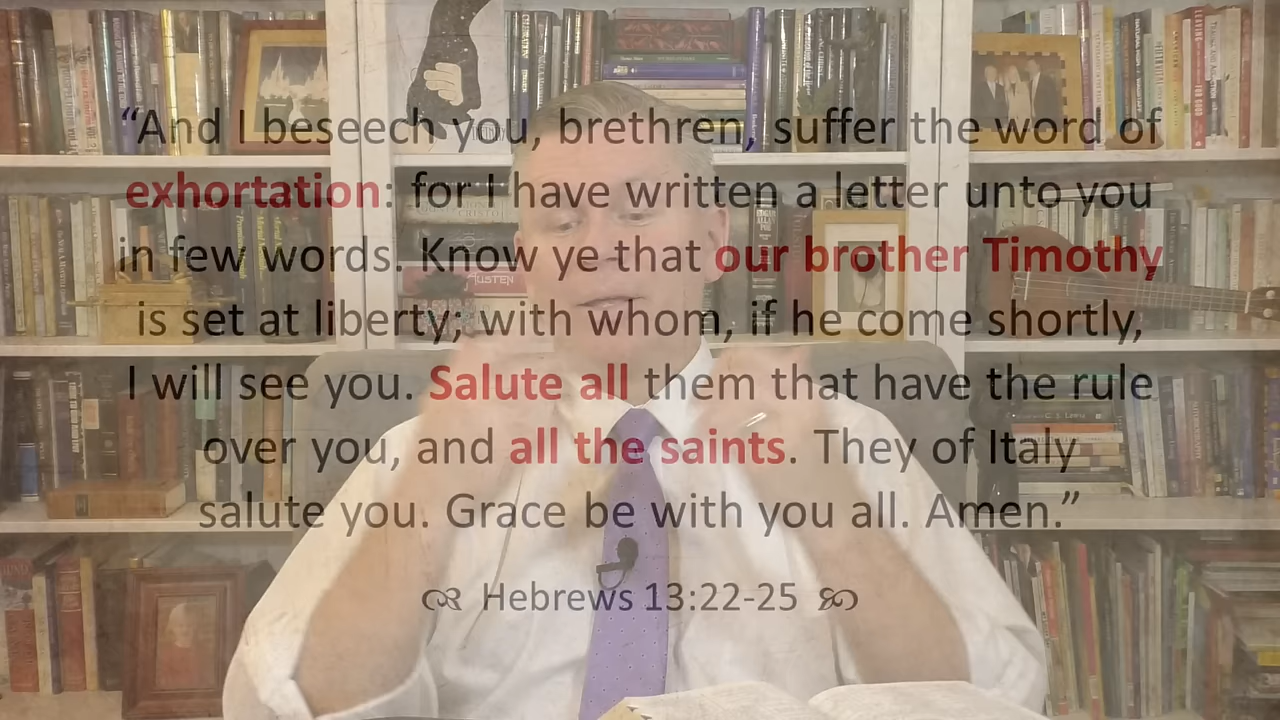 “And I beseech you, brethren, suffer the word of
exhortation: for I have written a letter unto you
in few words. Know ye that our brother Timothy
is set at liberty; with whom, if he come shortly,
I will see you. Salute all them that have the rule
over you, and all the saints. They of Italy
salute you. Grace be with you all. Amen.”
Hebrews 13:22-25
AUSTEN